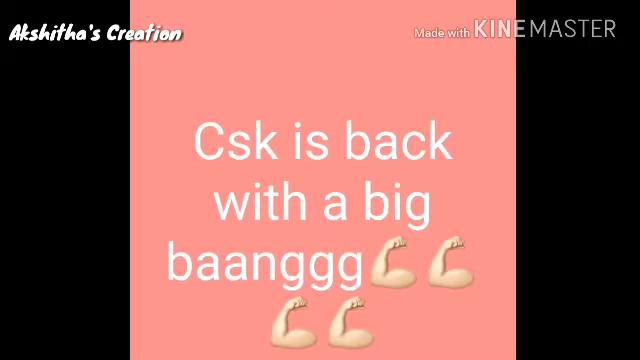 Akshitha's Creation
Made with KINEMASTER
Csk is back
with a big
baanggg💪🏻💪🏻
💪🏻💪🏻